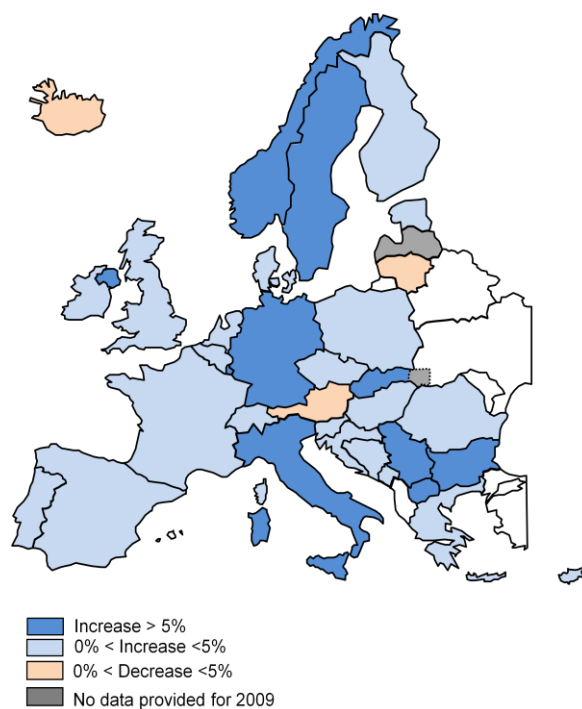 Increase > 5%
0% < Increase <5%
0% < Decrease <5%
No data provided for 2009